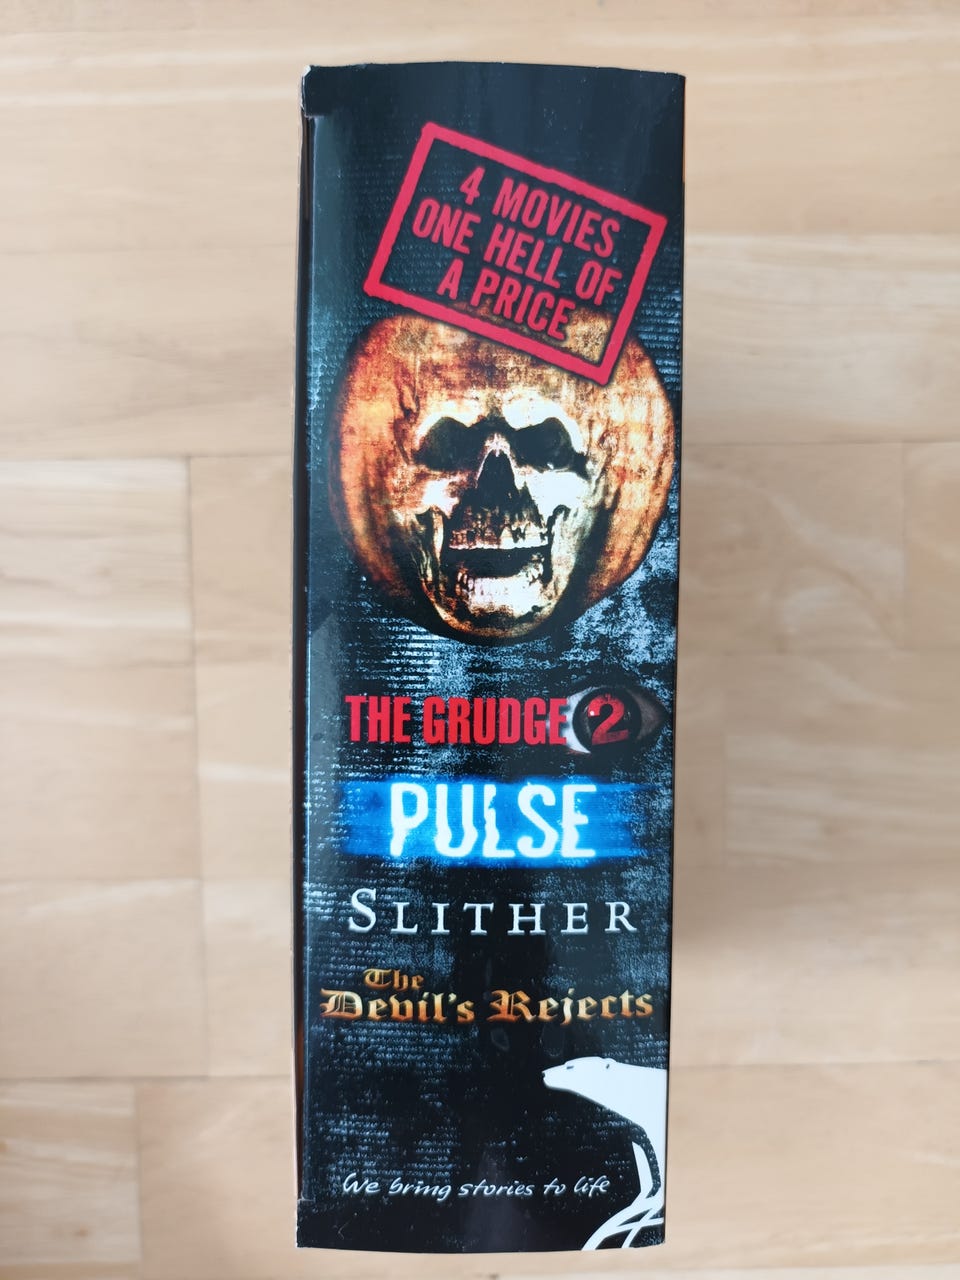 4 MOVIES
ONE HELL OF
A PRICE
THE GRUDGE 2
PULSE
SLITHER
The
Devil's Rejects
We bring stories to life